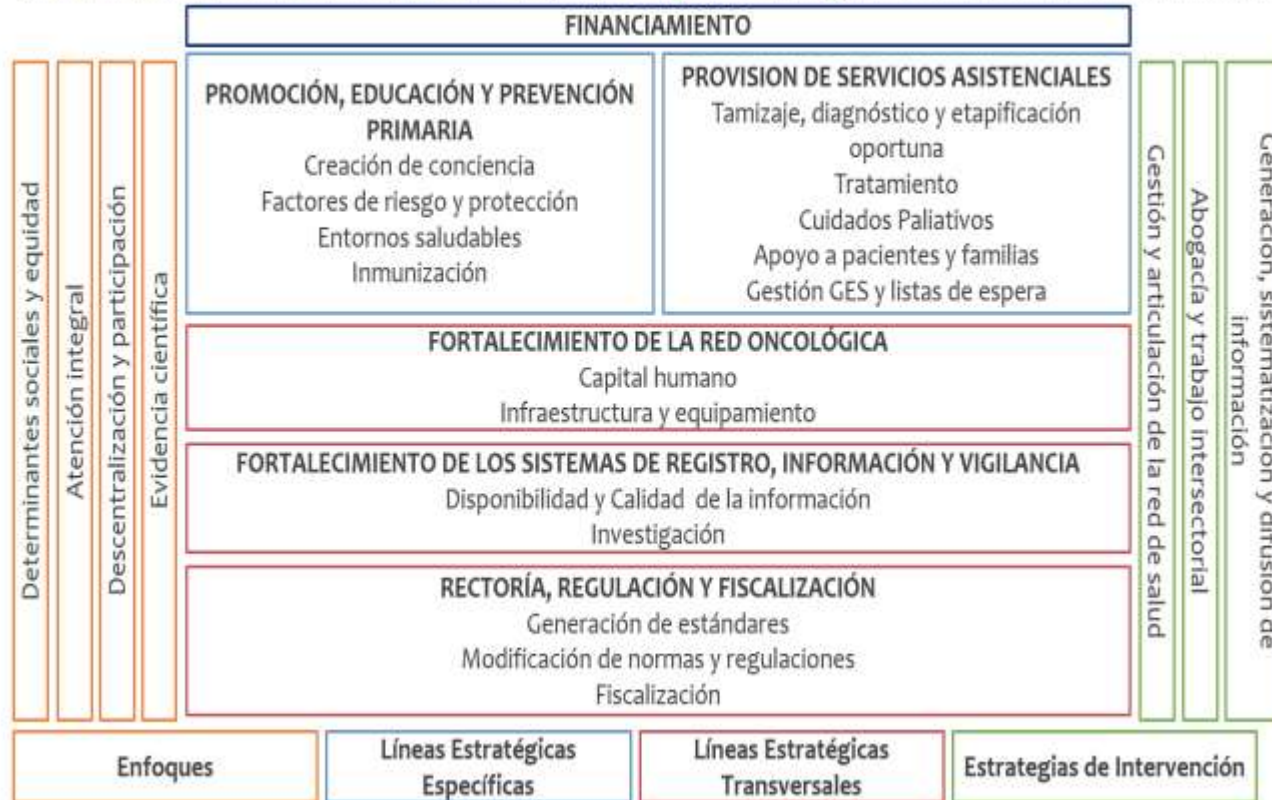 FINANCIAMIENTO
Determinantes sociales y equidad
Atención integral
Descentralización y participación
Evidencia científica
PROMOCIÓN, EDUCACIÓN Y PREVENCIÓN
PRIMARIA
Creación de conciencia
Factores de riesgo y protección
Entornos saludables
Inmunización
PROVISION DE SERVICIOS ASISTENCIALES
Tamizaje, diagnóstico y etapificación
oportuna
Tratamiento
Cuidados Paliativos
Apoyo a pacientes y familias
Gestión GES y listas de espera
FORTALECIMIENTO DE LA RED ONCOLÓGICA
Capital humano
Infraestructura y equipamiento
FORTALECIMIENTO DE LOS SISTEMAS DE REGISTRO, INFORMACIÓN Y VIGILANCIA
Disponibilidad y Calidad de la información
Investigación
RECTORÍA, REGULACIÓN Y FISCALIZACIÓN
Generación de estándares
Modificación de normas y regulaciones
Fiscalización
Gestión y articulación de la red de salud
Abogacía y trabajo intersectorial
Generación, sistematización y difusión de
información
Enfoques
Líneas Estratégicas
Específicas
Líneas Estratégicas
Transversales
Estrategias de Intervención